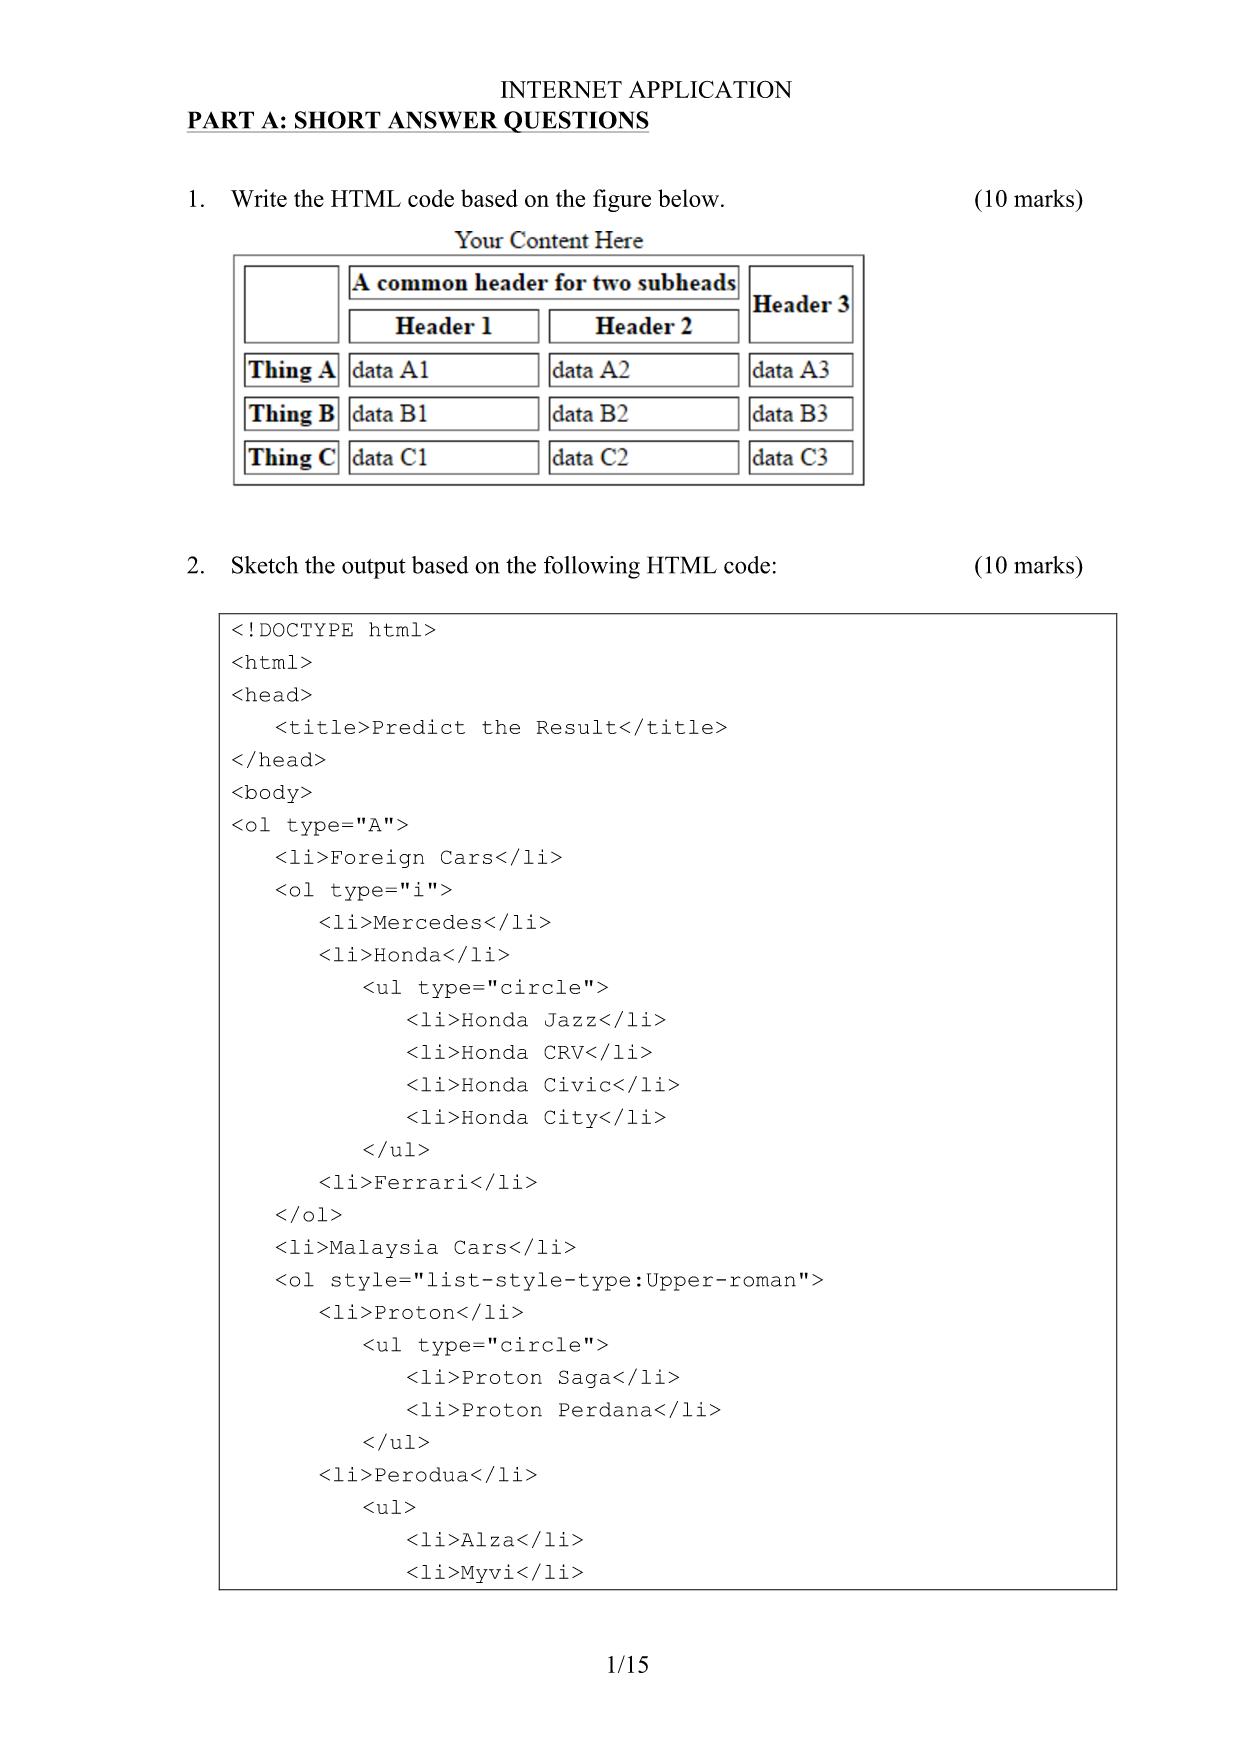 INTERNET APPLICATION
PART A: SHORT ANSWER QUESTIONS
1. Write the HTML code based on the figure below. (10 marks)
Your Content Here
A common header for two subheads
Header 3
Header 1 Header 2
Thing A data A1 data A2 data A3
Thing B data B1 data B2 data B3
Thing C data C1 data C2 data C3
2. Sketch the output based on the following HTML code: (10 marks)
<!DOCTYPE html>
<html>
<head>
<title>Predict the Result</title>
</head>
<body>
<ol type="A">
<li>Foreign Cars</li>
<ol type="i">
<li>Mercedes</li>
<li>Honda</li>
<ul type="circle">
<li>Honda Jazz</li>
<li>Honda CRV</li>
<li>Honda Civic</li>
<li>Honda City</li>
</ul>
<li>Ferrari</li>
</ol>
<li>Malaysia Cars</li>
<ol style="list-style-type:Upper-roman">
<li>Proton</li>
<ul type="circle">
<li>Proton Saga</li>
<li>Proton Perdana</li>
</ul>
<li>Perodua</li>
<ul>
<li>Alza</li>
<li>Myvi</li>
1/15